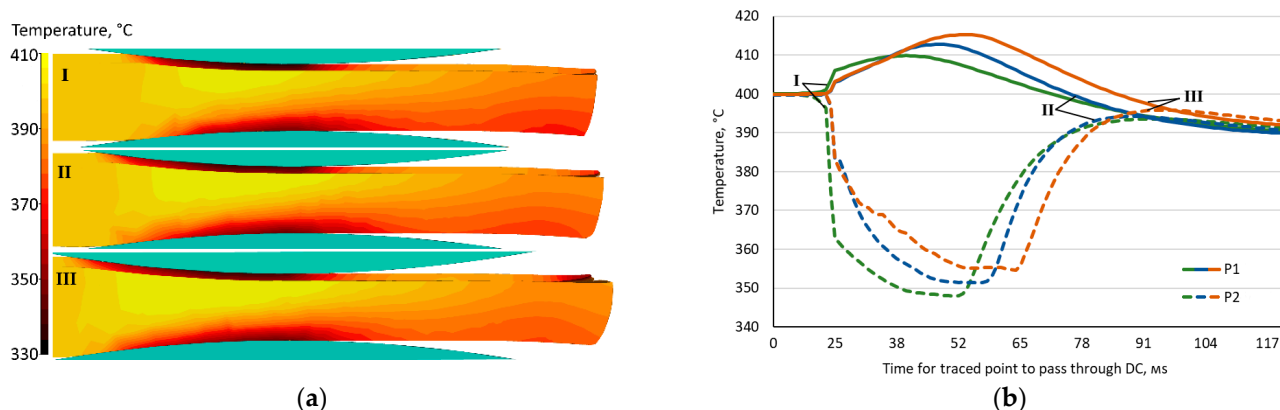 Temperature, °C
410
390
370
350
330
I
II
III
(a)
420
410
400
390
380
370
360
350
340
Temperature, °C
I
II
III
P1
P2
0
25
38
52
65
78
91
104
117
Time for traced point to pass through DC, мs
(b)